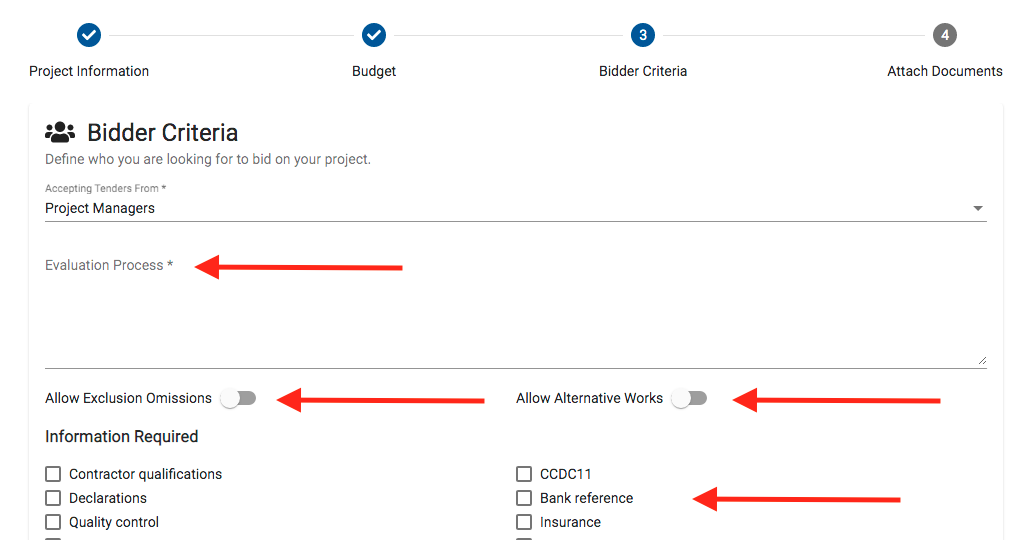 3
4
Project Information
Budget
Bidder Criteria
Attach Documents
Bidder Criteria
Define who you are looking for to bid on your project.
Accepting Tenders From *
Project Managers
Evaluation Process *
Allow Exclusion Omissions
Allow Alternative Works
Information Required
Contractor qualifications
CCDC11
Declarations
Bank reference
Quality control
Insurance